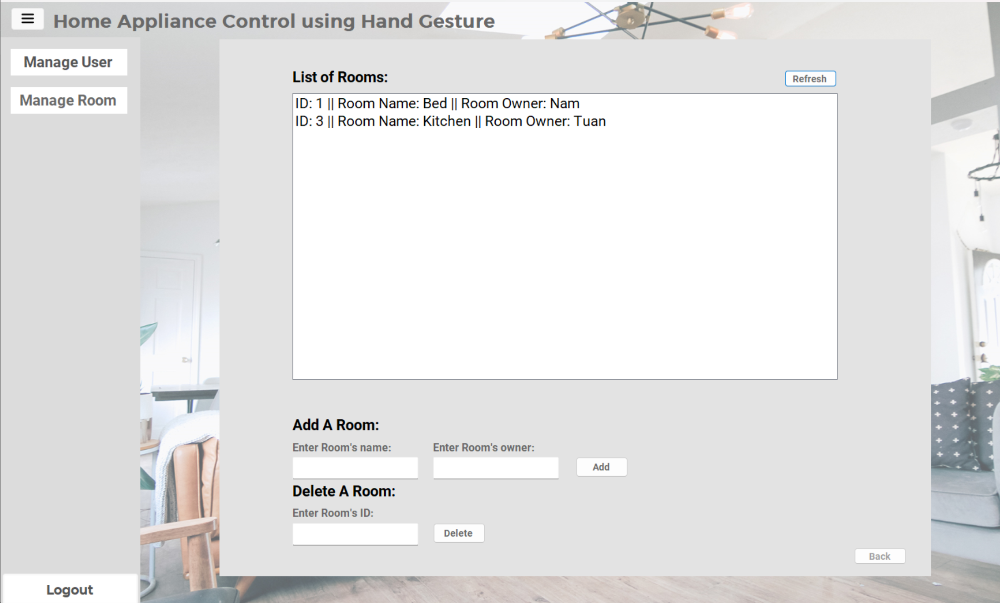 Home Appliance Control using Hand Gesture
Manage User
Manage Room
Logout
List of Rooms:
Refresh
ID: 1 || Room Name: Bed || Room Owner: Nam
ID: 3 || Room Name: Kitchen || Room Owner: Tuan
Add A Room:
Enter Room's name:
Enter Room's owner:
Add
Delete A Room:
Enter Room's ID:
Delete
Back